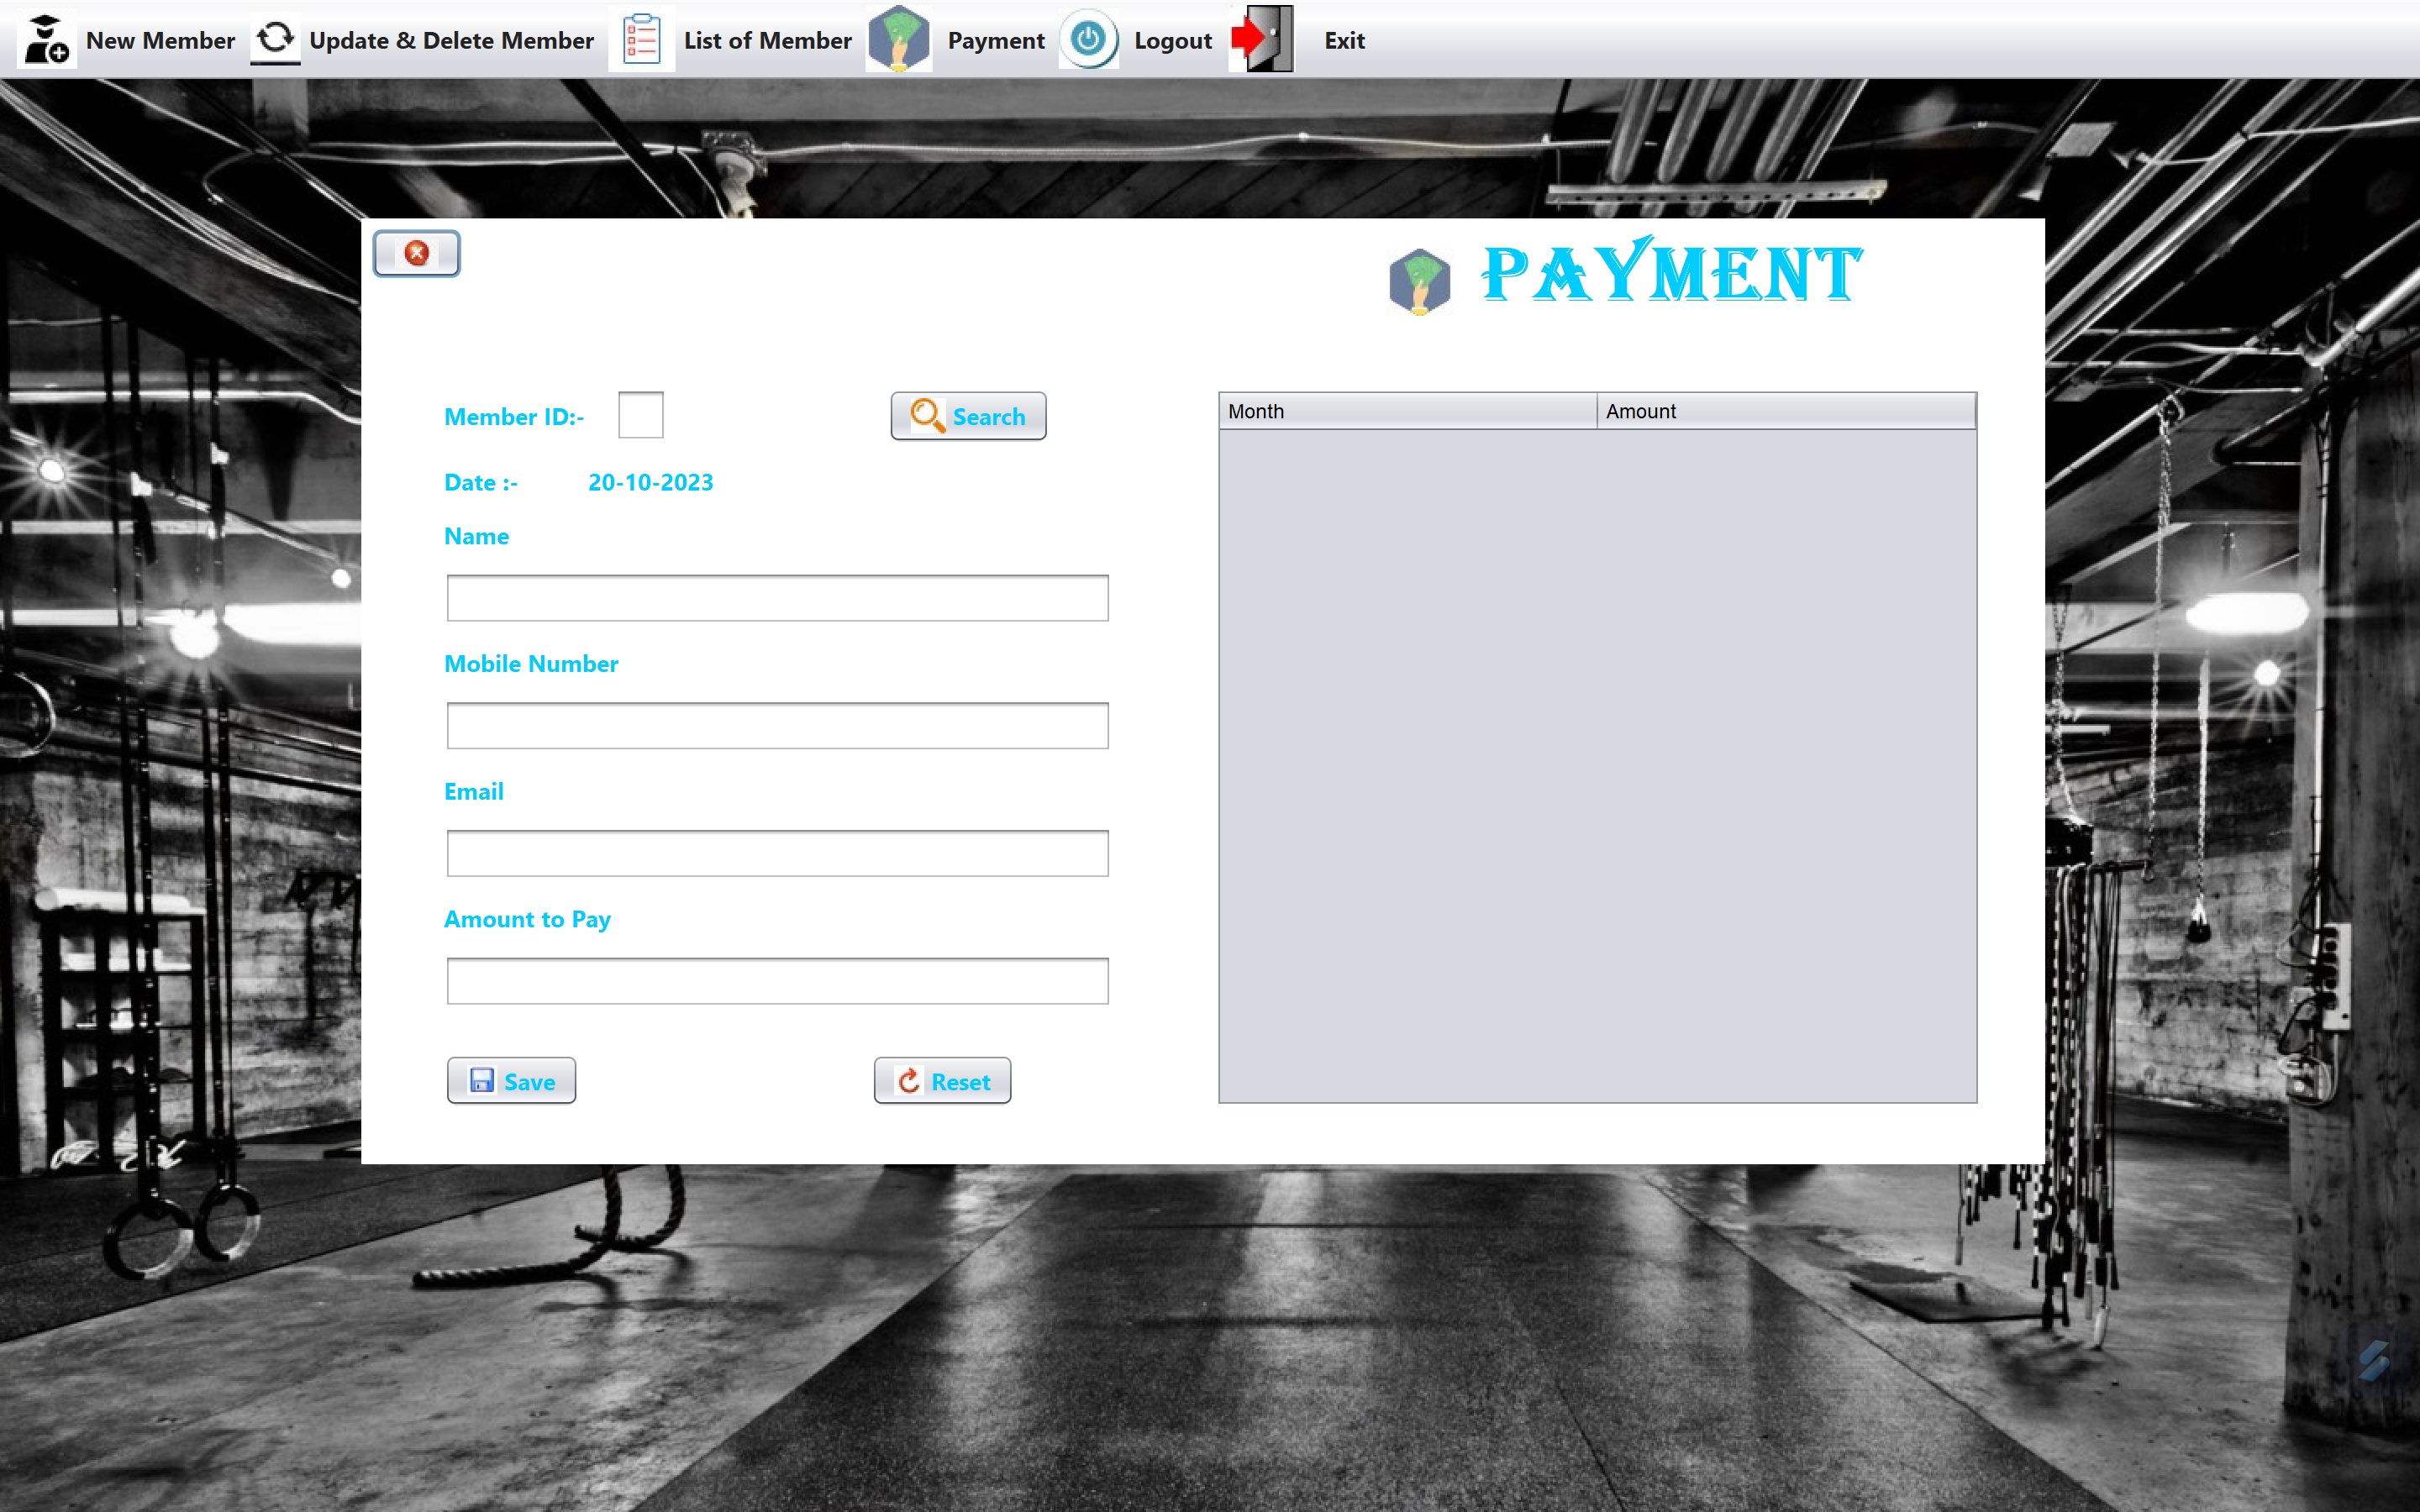 New Member Update & Delete Member List of Member Payment Logout Exit
PAYMENT
Member ID:- Search
Date :- 20-10-2023
Name
Mobile Number
Email
Amount to Pay
Save Reset
Month Amount